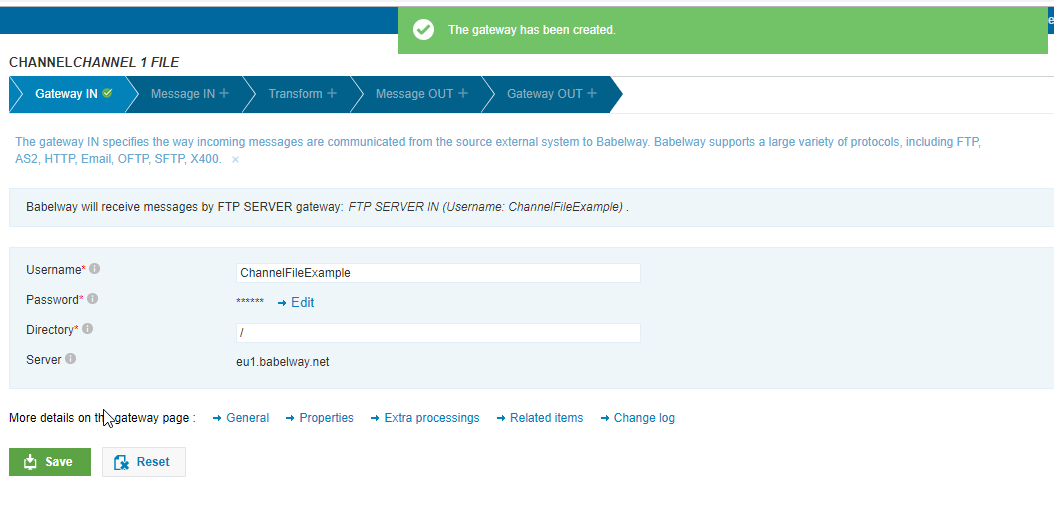 The gateway has been created.
e
CHANNELCHANNEL 1 FILE
Gateway IN
Message IN +
Transform +
Message OUT +
Gateway OUT +
The gateway IN specifies the way incoming messages are communicated from the source external system to Babelway. Babelway supports a large variety of protocols, including FTP,
AS2, HTTP, Email, OFTP, SFTP, X400. ×
Babelway will receive messages by FTP SERVER gateway: FTP SERVER IN (Username: ChannelFileExample) .
Username* i
ChannelFileExample
Password* i
****** → Edit
Directory* i
/
Server i
eu1.babelway.net
More details on the gateway page : → General → Properties → Extra processings → Related items → Change log
Save
Reset